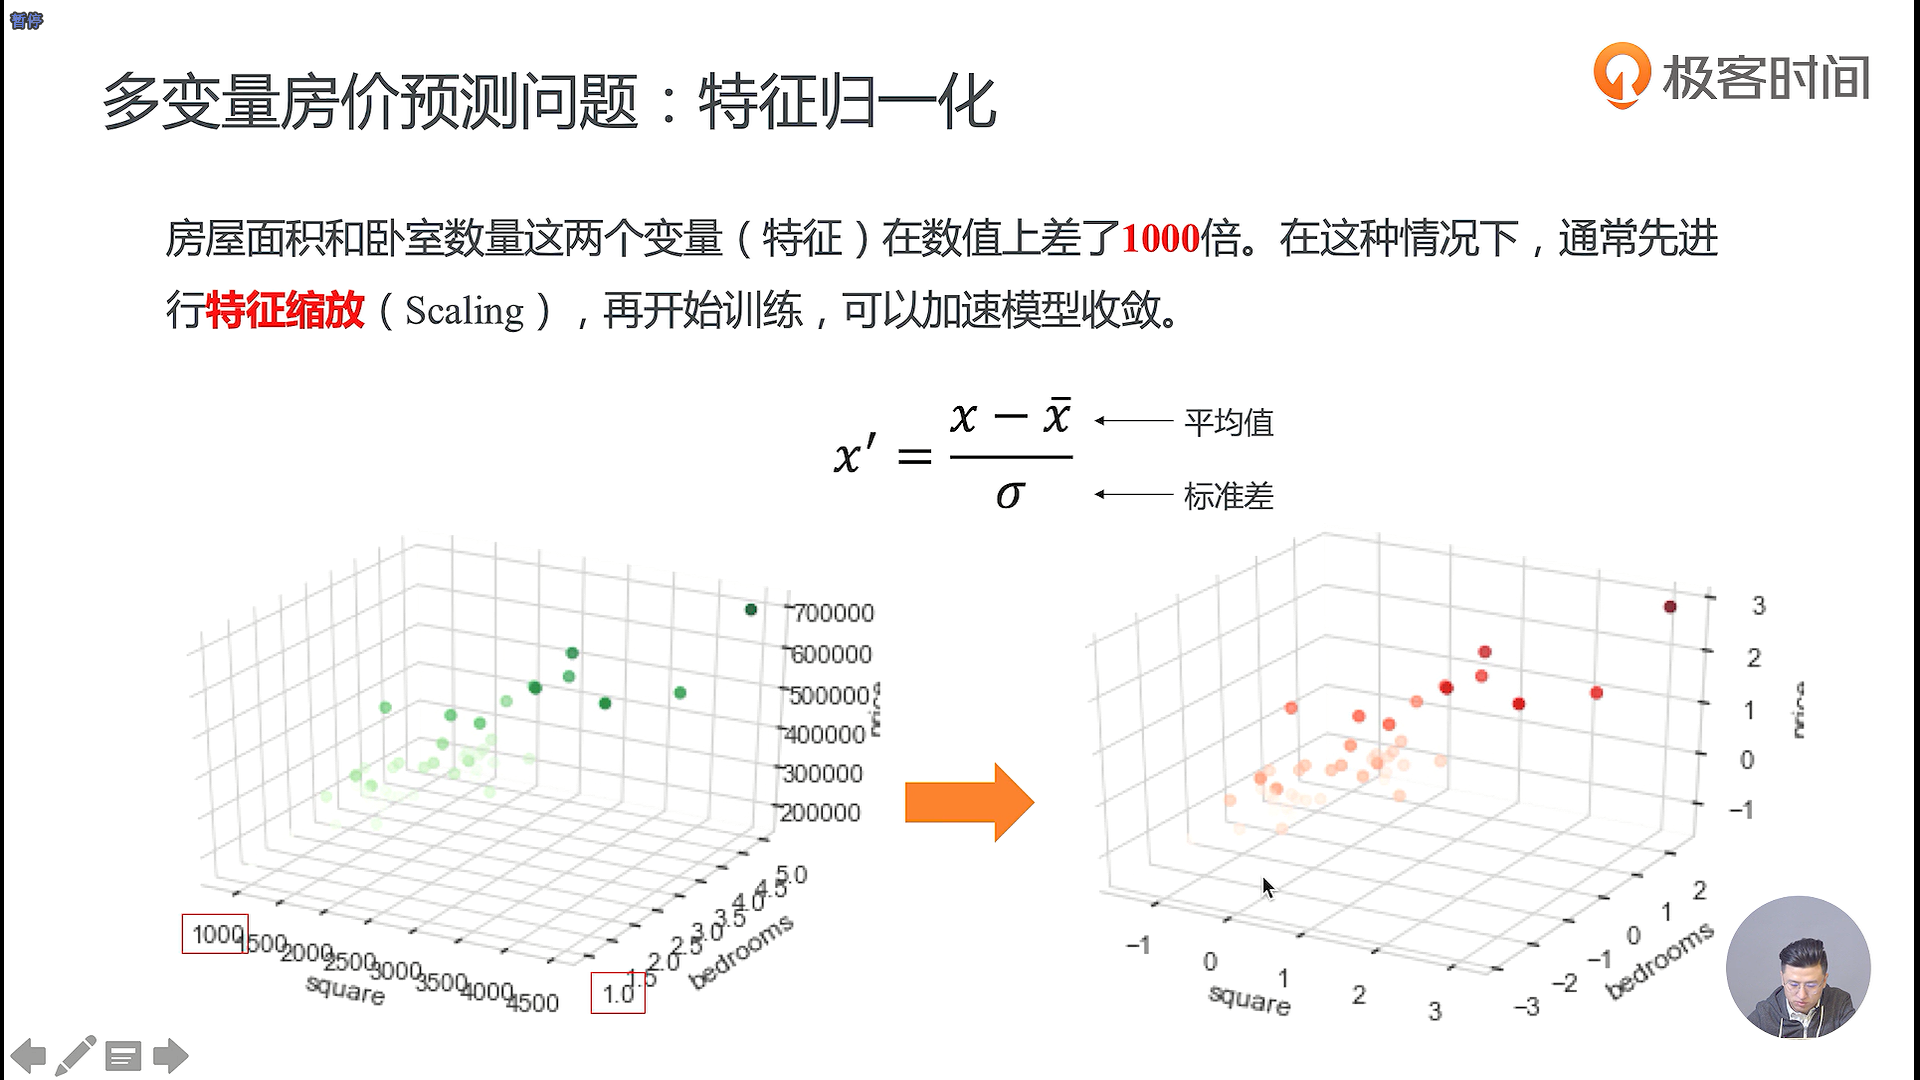 暂停
极客时间
多变量房价预测问题：特征归一化
房屋面积和卧室数量这两个变量（特征）在数值上差了1000倍。在这种情况下，通常先进
行特征缩放（Scaling），再开始训练，可以加速模型收敛。
x′ = (x − x̄) / σ
平均值
标准差
700000
600000
500000
400000
300000
200000
price
1000
1500
2000
2500
3000
3500
4000
4500
square
1.0
1.5
2.0
2.5
3.0
3.5
4.0
4.5
5.0
bedrooms
3
2
1
0
−1
price
−1
0
1
2
3
square
−3
−2
−1
0
1
2
bedrooms